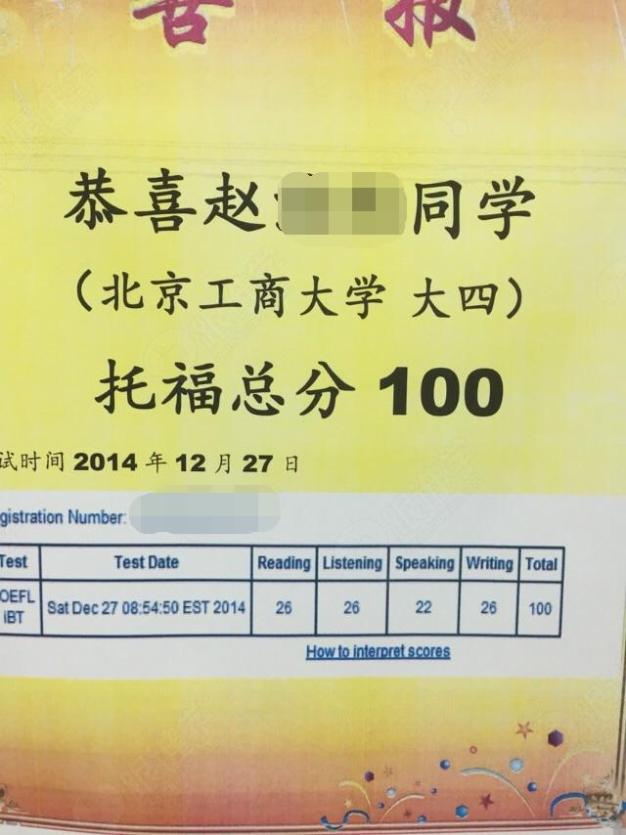 喜报
恭喜赵 同学
(北京工商大学 大四)
托福总分 100
试时间 2014 年 12 月 27 日
gistration Number:
Test Test Date Reading Listening Speaking Writing Total
OEFL iBT Sat Dec 27 08:54:50 EST 2014 26 26 22 26 100
How to interpret scores